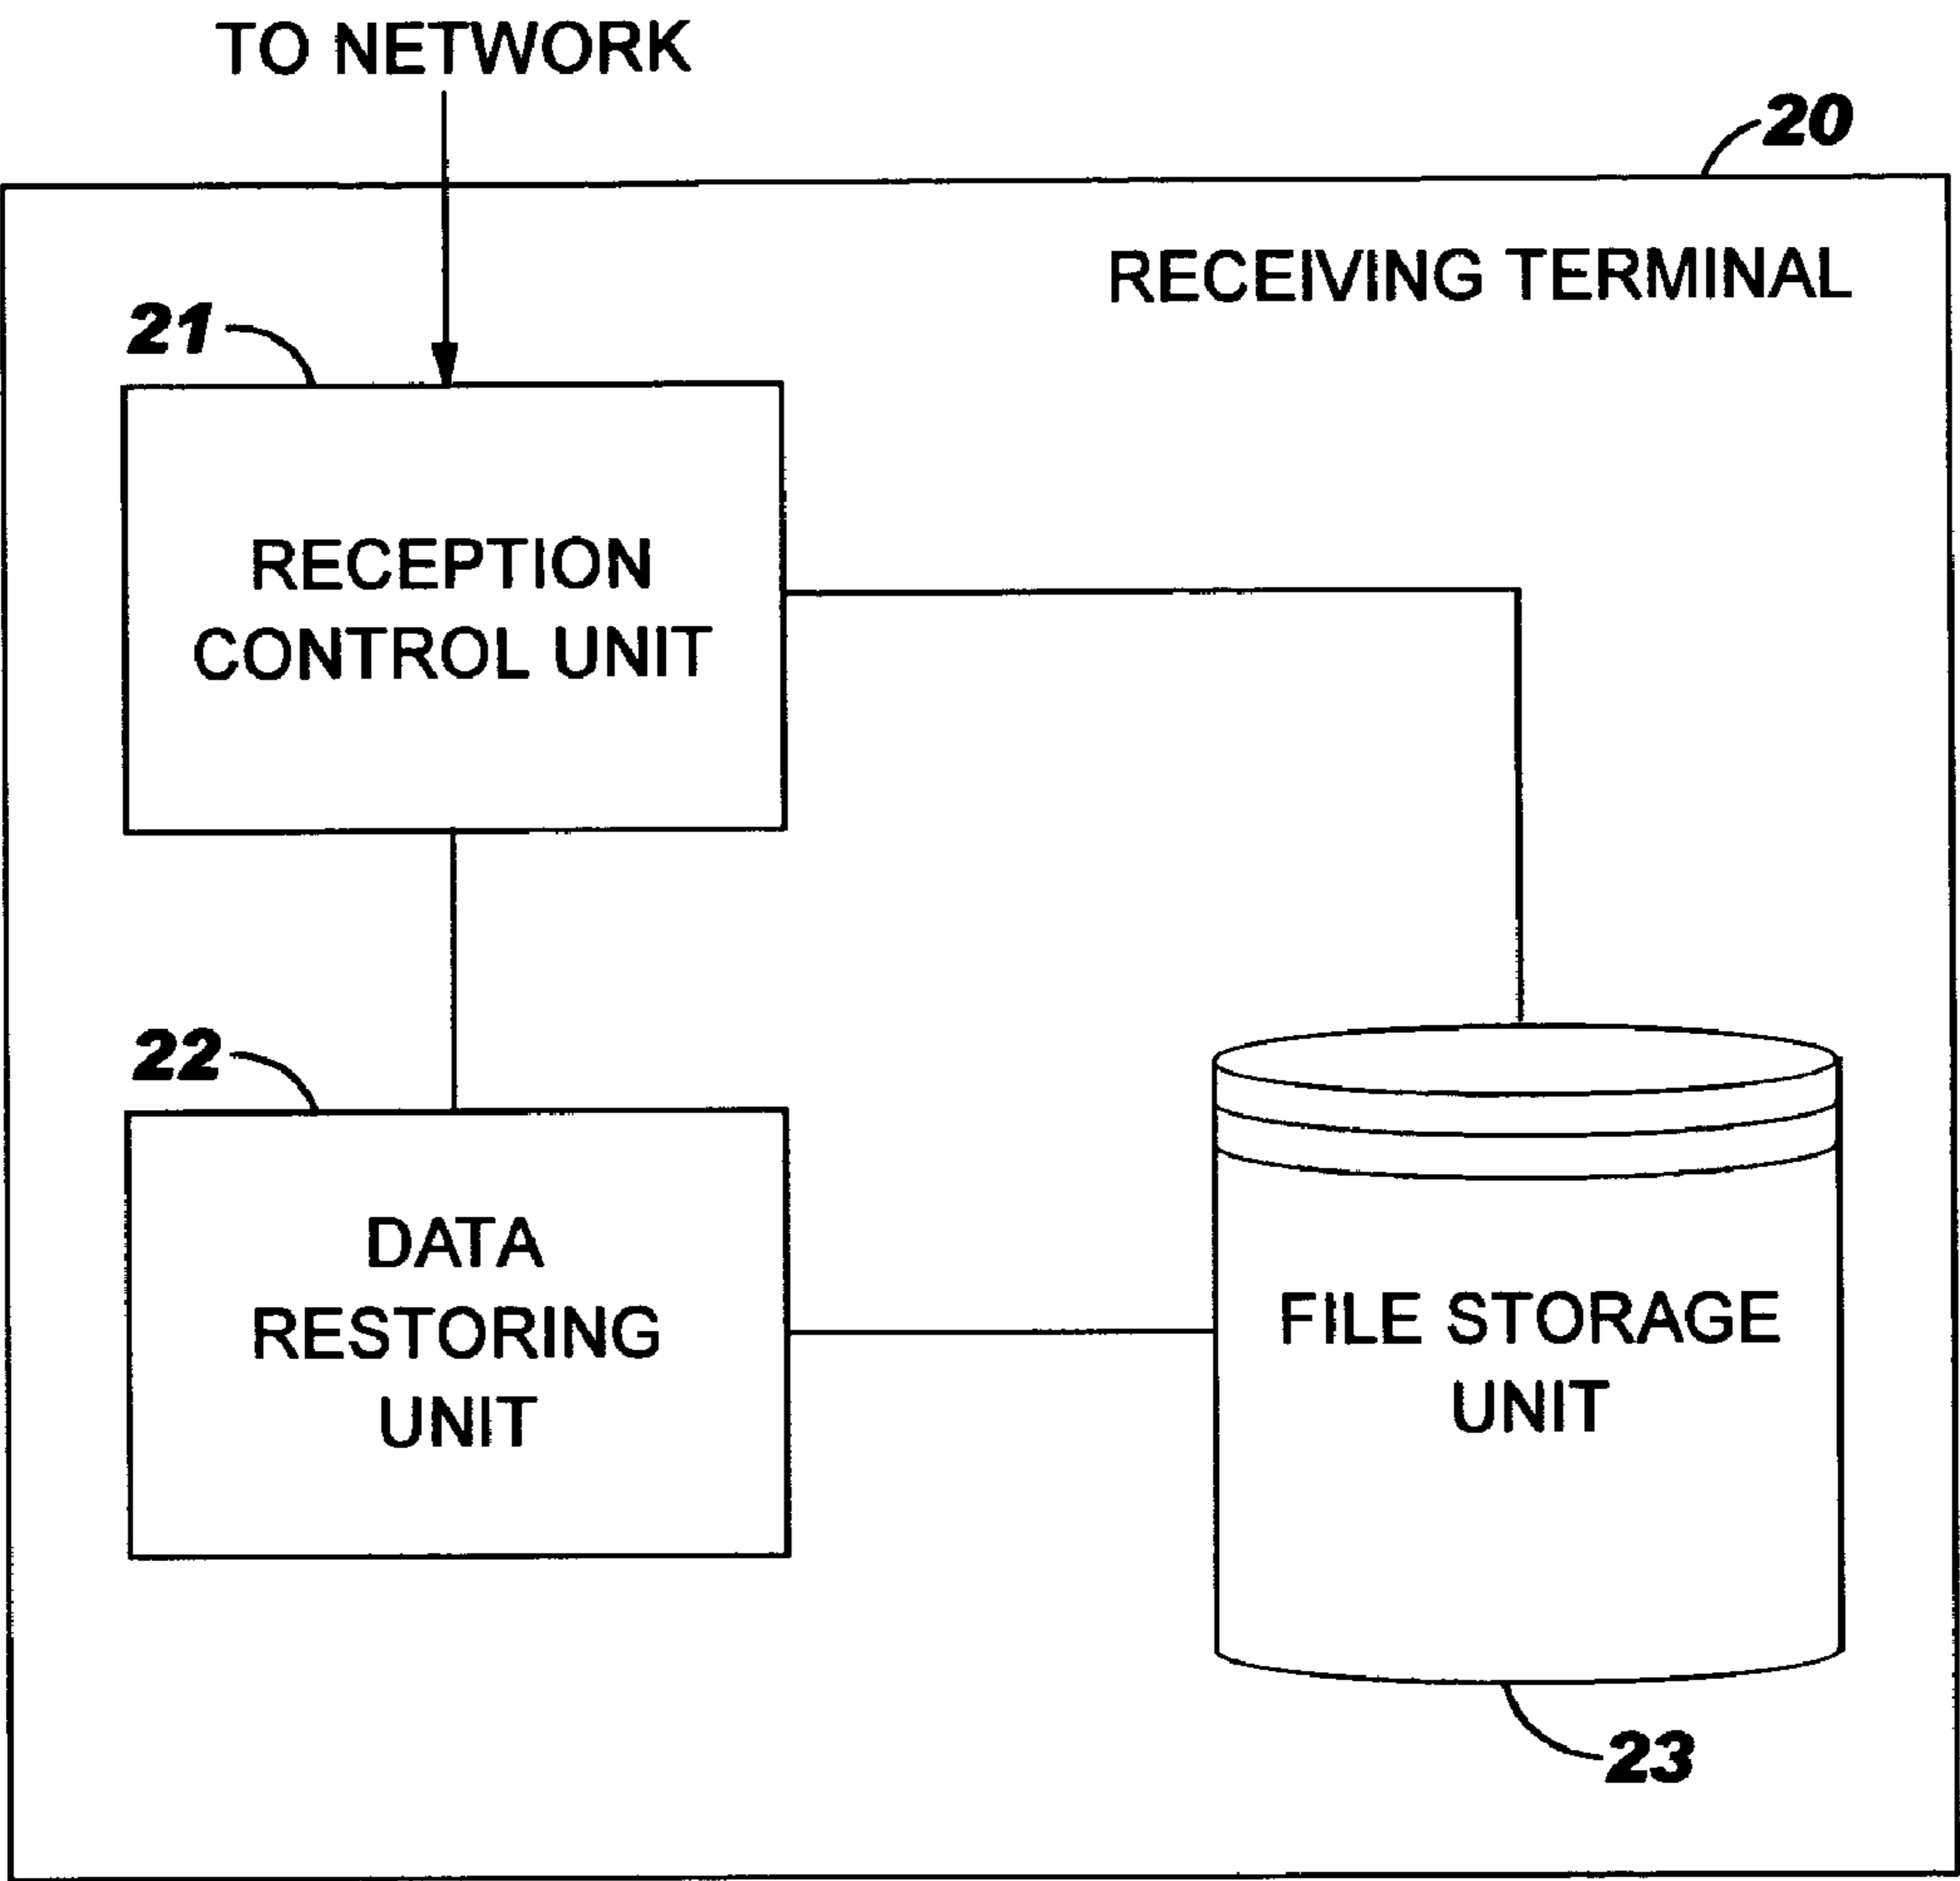 TO NETWORK
20
RECEIVING TERMINAL
21
RECEPTION
CONTROL UNIT
22
DATA
RESTORING
UNIT
FILE STORAGE
UNIT
23